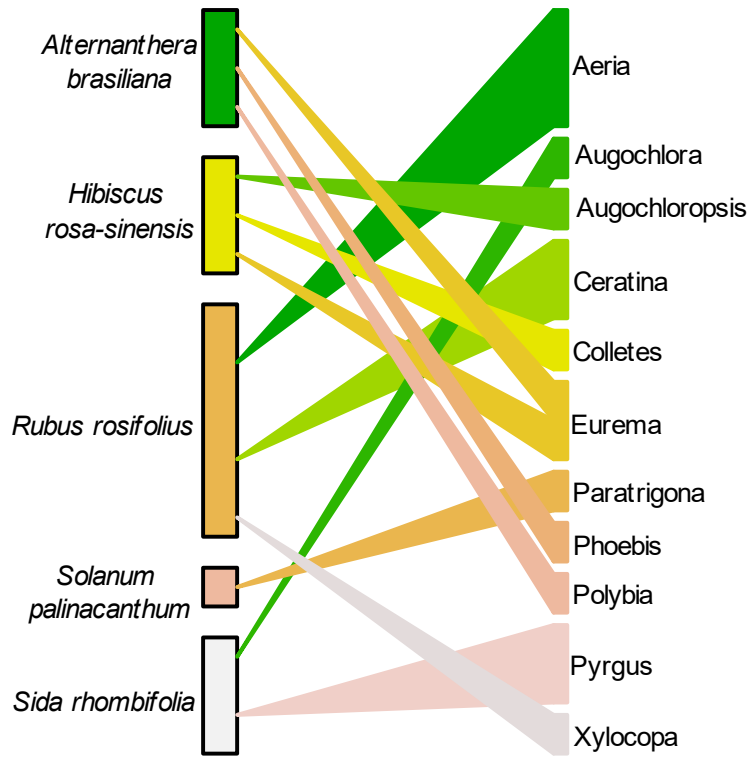 Alternanthera
brasiliana
Hibiscus
rosa-sinensis
Rubus rosifolius
Solanum
palinacanthum
Sida rhombifolia
Aeria
Augochlora
Augochloropsis
Ceratina
Colletes
Eurema
Paratrigona
Phoebis
Polybia
Pyrgus
Xylocopa